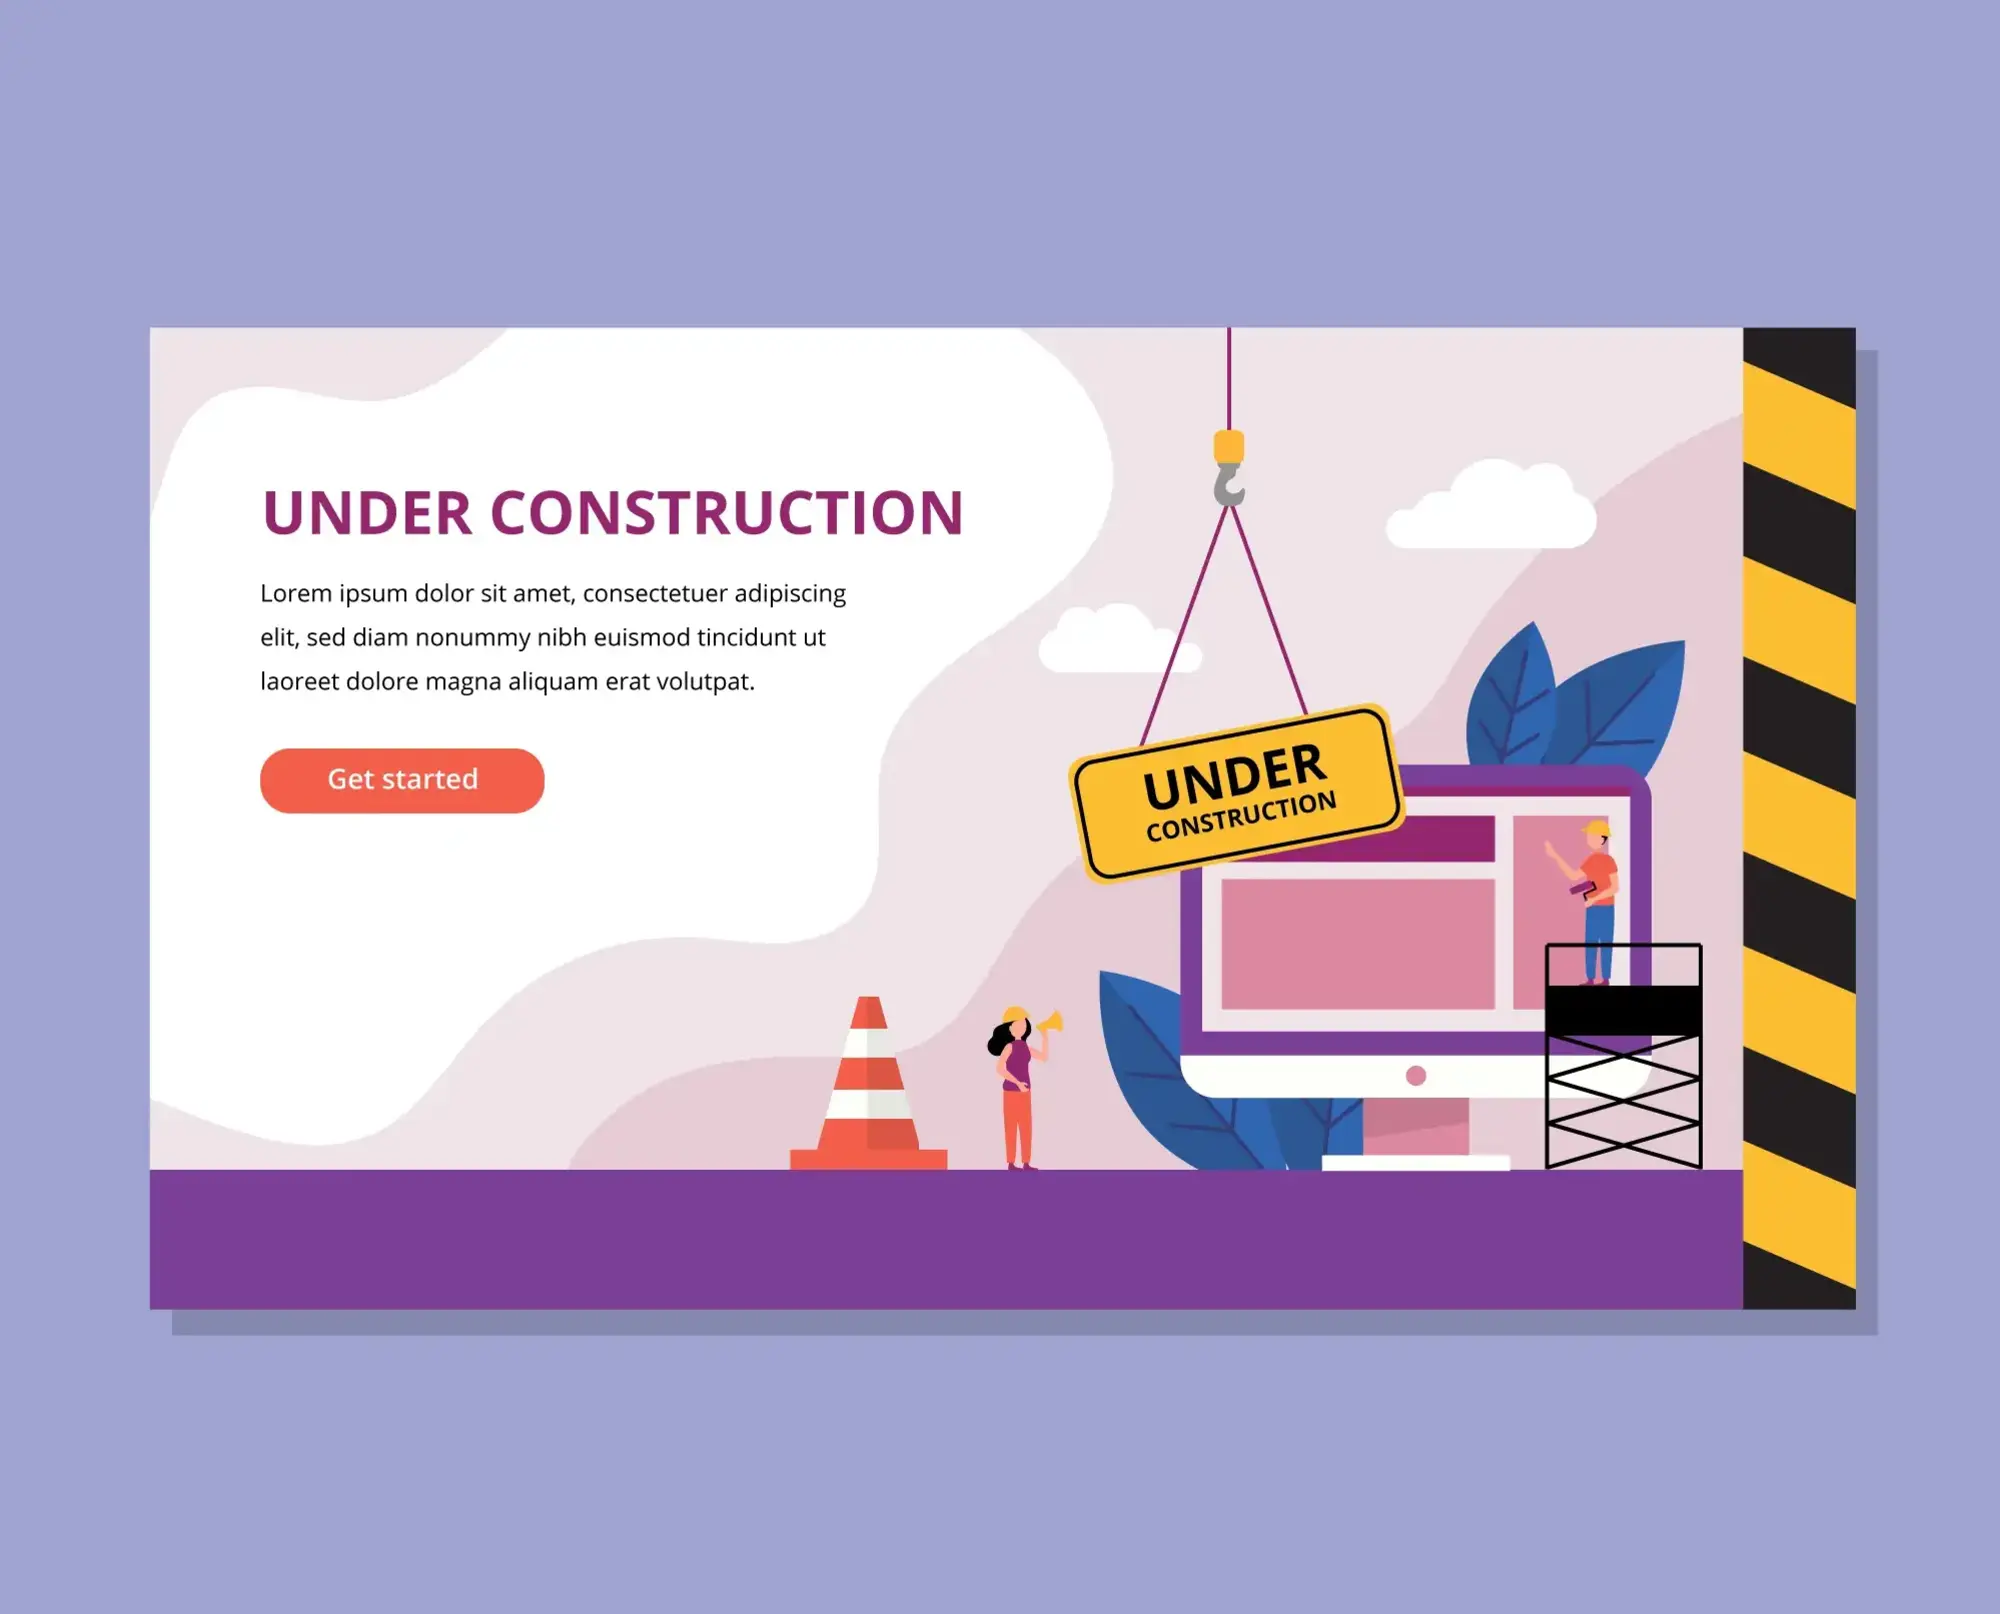 UNDER CONSTRUCTION
Lorem ipsum dolor sit amet, consectetuer adipiscing
elit, sed diam nonummy nibh euismod tincidunt ut
laoreet dolore magna aliquam erat volutpat.
Get started
UNDER
CONSTRUCTION